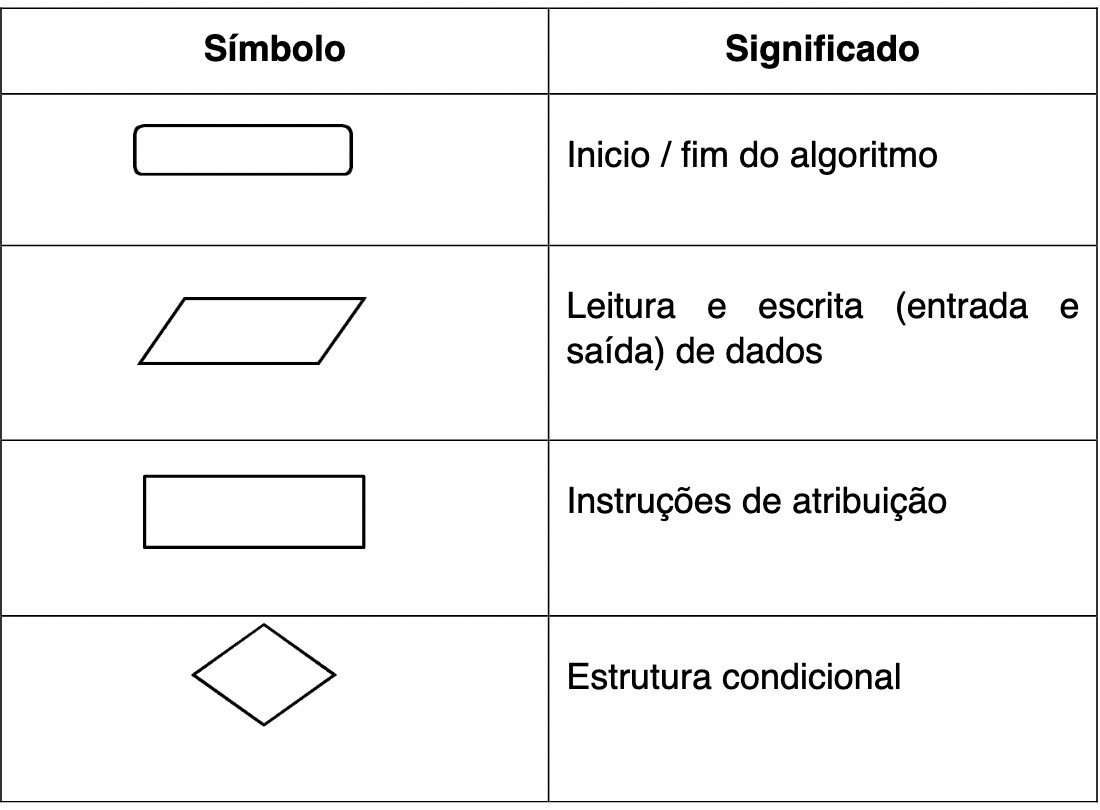 Símbolo
Significado
Inicio / fim do algoritmo
Leitura e escrita (entrada e
saída) de dados
Instruções de atribuição
Estrutura condicional